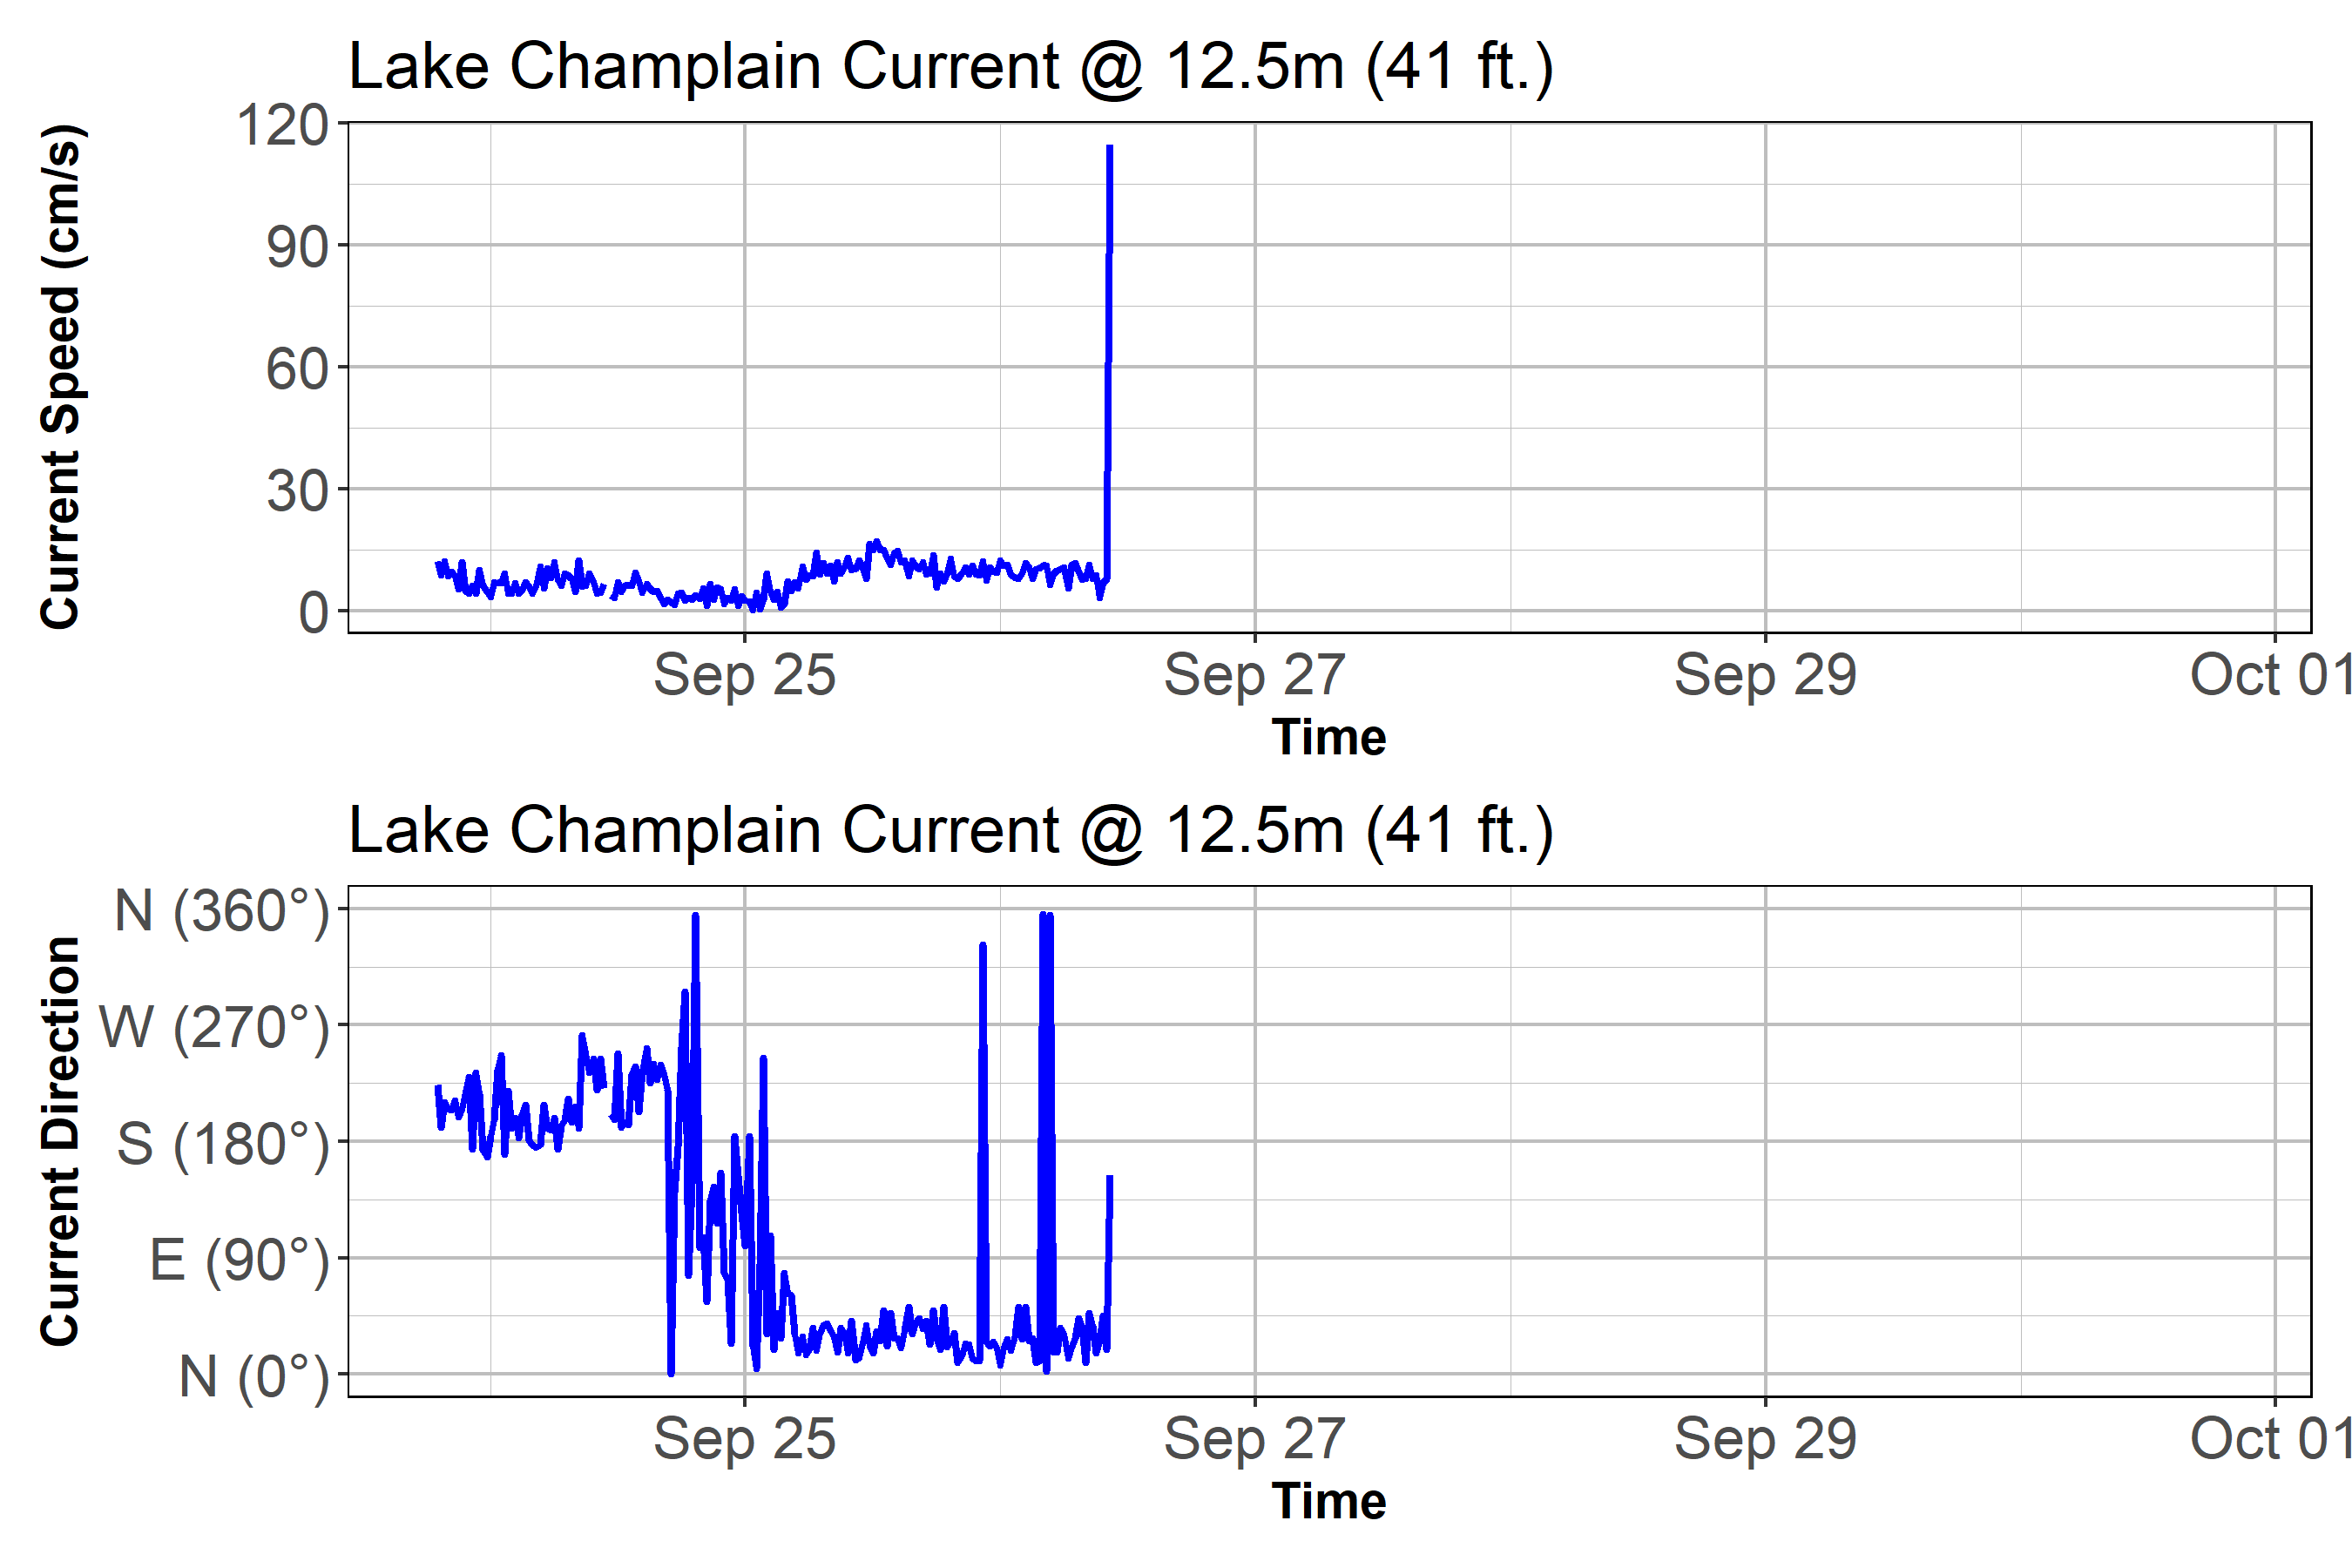 Lake Champlain Current @ 12.5m (41 ft.)
Current Speed (cm/s)
120
90
60
30
0
Sep 25 Sep 27 Sep 29 Oct 01
Time
Lake Champlain Current @ 12.5m (41 ft.)
Current Direction
N (360°)
W (270°)
S (180°)
E (90°)
N (0°)
Sep 25 Sep 27 Sep 29 Oct 01
Time